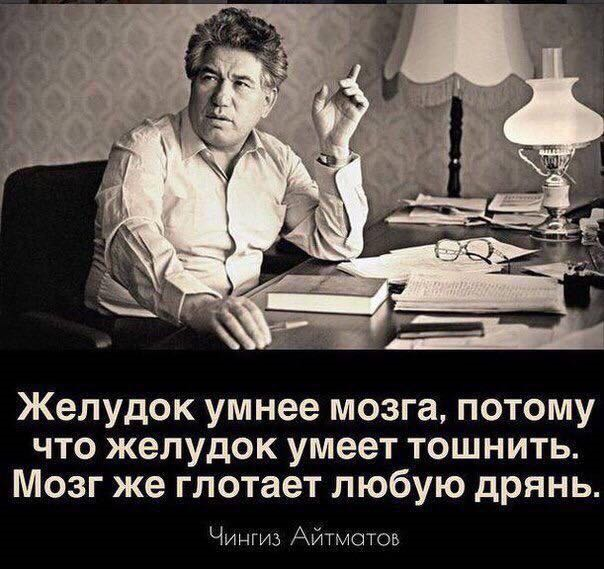 Желудок умнее мозга, потому
что желудок умеет тошнить.
Мозг же глотает любую дрянь.
Чингиз Айтматов